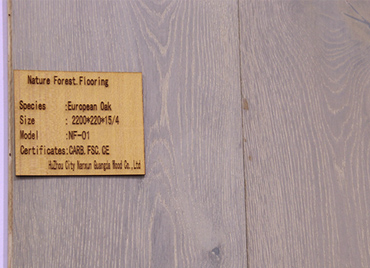 Nature Forest.Flooring
Species :European Oak
Size : 2200*220*15/4
Model :NF-01
Certificates:CARB.FSC.CE
HuZhou City Nanxun Guangda Wood Co.,Ltd